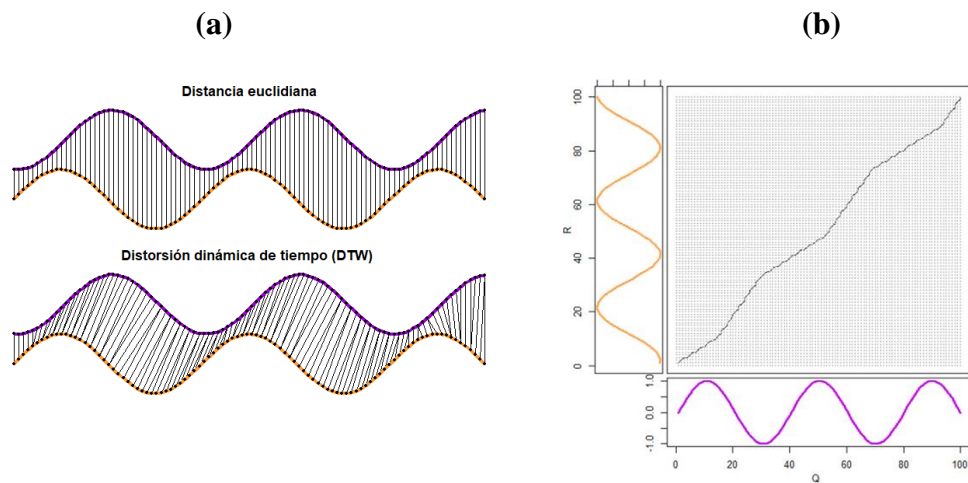 (a)
(b)
Distancia euclidiana
Distorsión dinámica de tiempo (DTW)
R
100
80
60
40
20
0
1.0
0.0
-1.0
0 20 40 60 80 100
Q